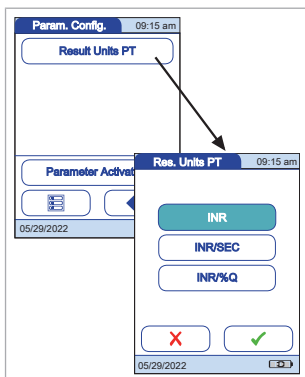 Param. Config. 09:15 am
Result Units PT
Parameter Activat
05/29/2022
Res. Units PT 09:15 am
INR
INR/SEC
INR/%Q
05/29/2022